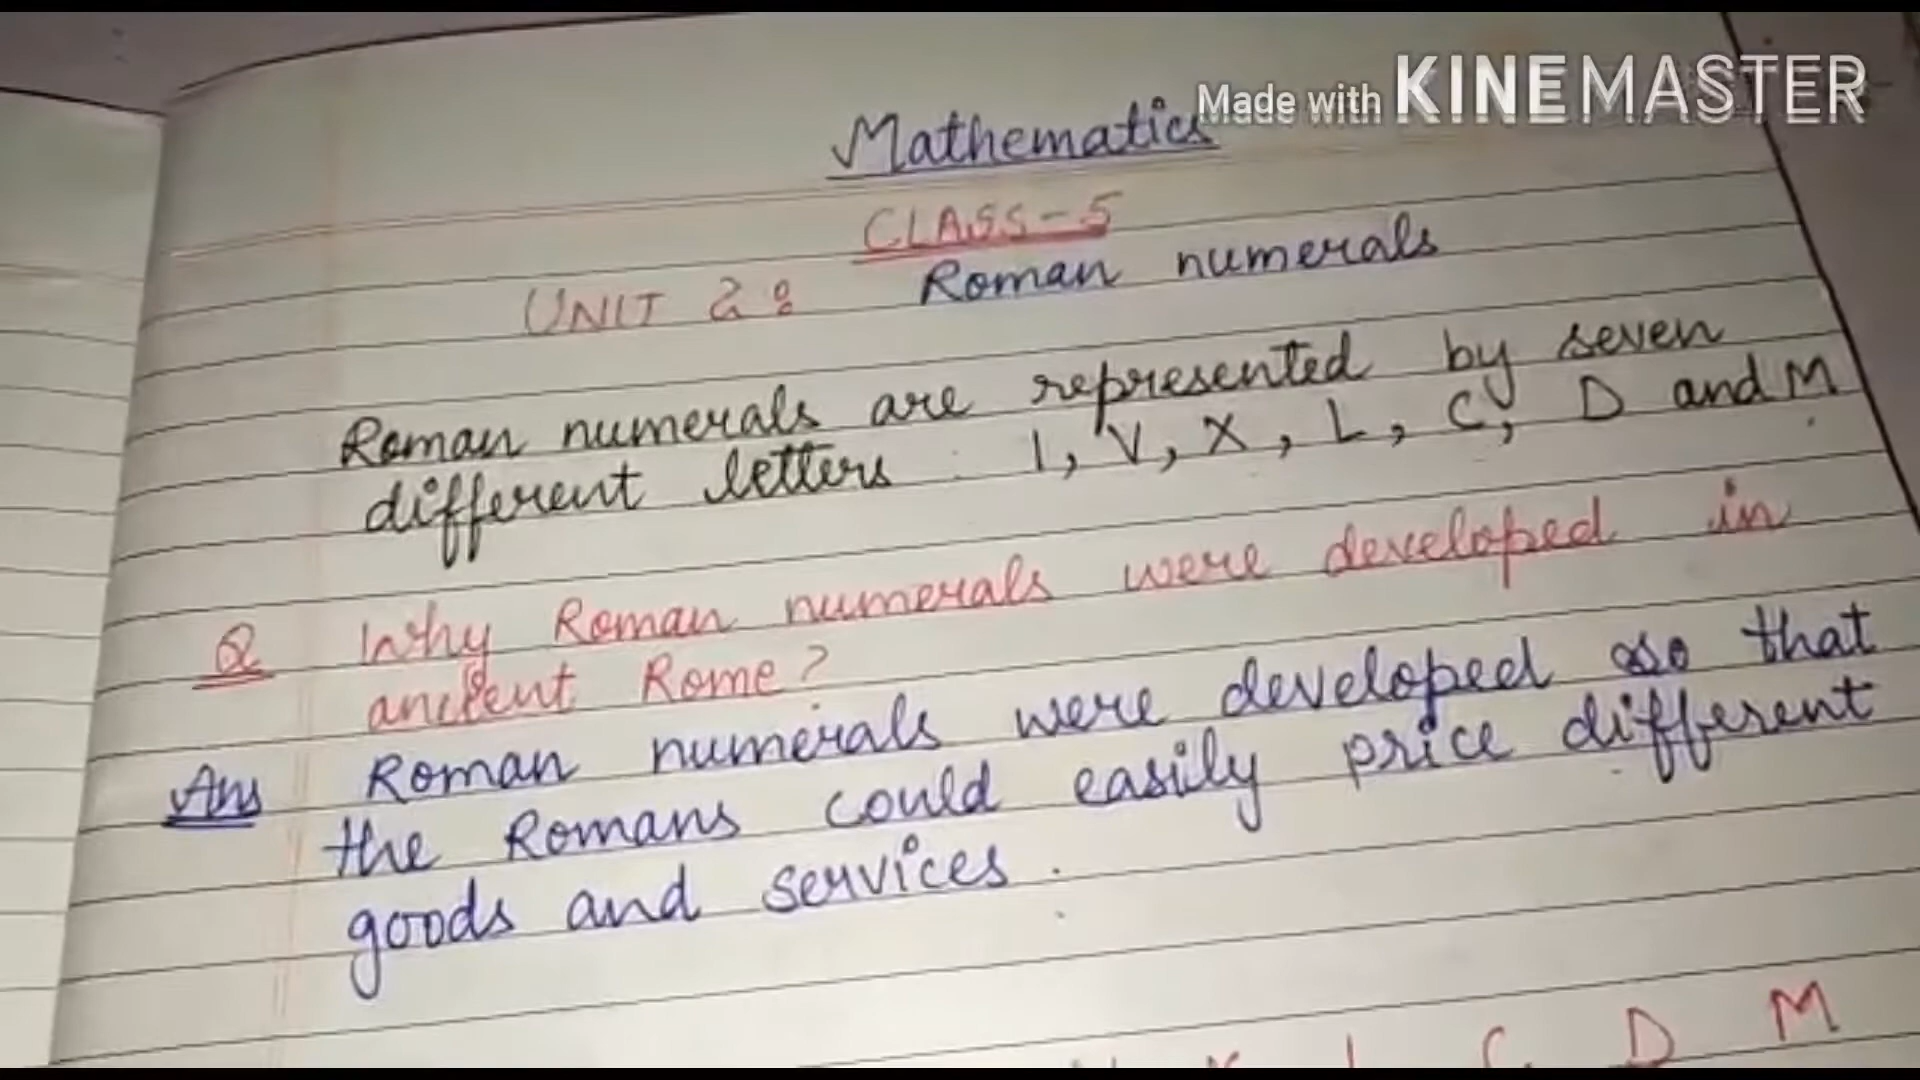 Made with KINEMASTER
Mathematics
CLASS-5
UNIT 2: Roman numerals
Roman numerals are represented by seven
different letters I, V, X, L, C, D and M
Q Why Roman numerals were developed in
ancient Rome?
Ans Roman numerals were developed so that
the Romans could easily price different
goods and services.
X L C D M